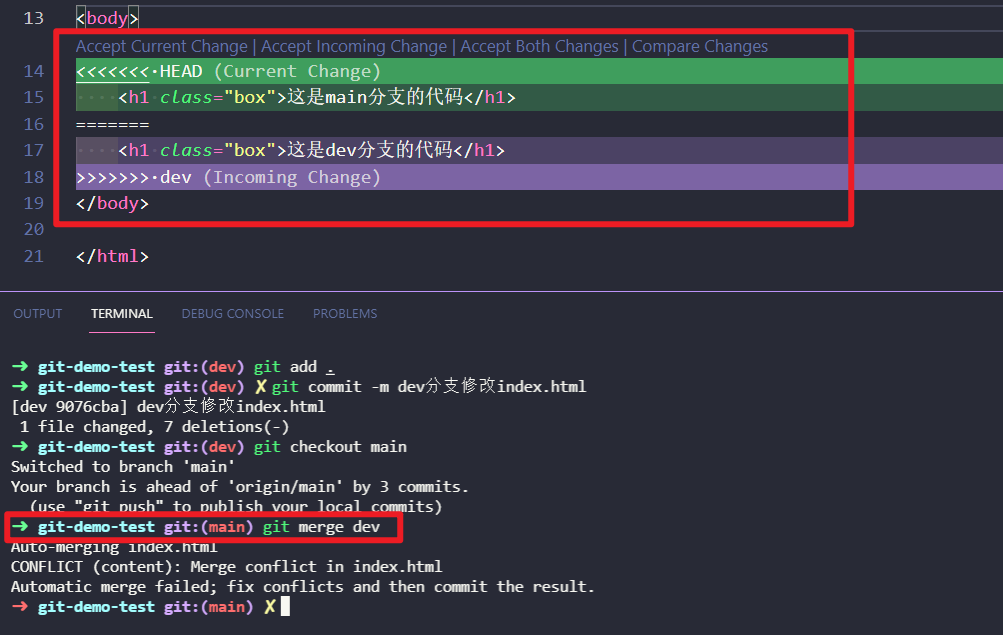 13 <body>
Accept Current Change | Accept Incoming Change | Accept Both Changes | Compare Changes
14 <<<<<<<·HEAD (Current Change)
15 ····<h1·class="box">这是main分支的代码</h1>
16 =======
17 ····<h1·class="box">这是dev分支的代码</h1>
18 >>>>>>>·dev (Incoming Change)
19 </body>
20
21 </html>
OUTPUT TERMINAL DEBUG CONSOLE PROBLEMS
➜ git-demo-test git:(dev) git add .
➜ git-demo-test git:(dev) ✗ git commit -m dev分支修改index.html
[dev 9076cba] dev分支修改index.html
1 file changed, 7 deletions(-)
➜ git-demo-test git:(dev) git checkout main
Switched to branch 'main'
Your branch is ahead of 'origin/main' by 3 commits.
(use "git push" to publish your local commits)
➜ git-demo-test git:(main) git merge dev
Auto-merging index.html
CONFLICT (content): Merge conflict in index.html
Automatic merge failed; fix conflicts and then commit the result.
➜ git-demo-test git:(main) ✗